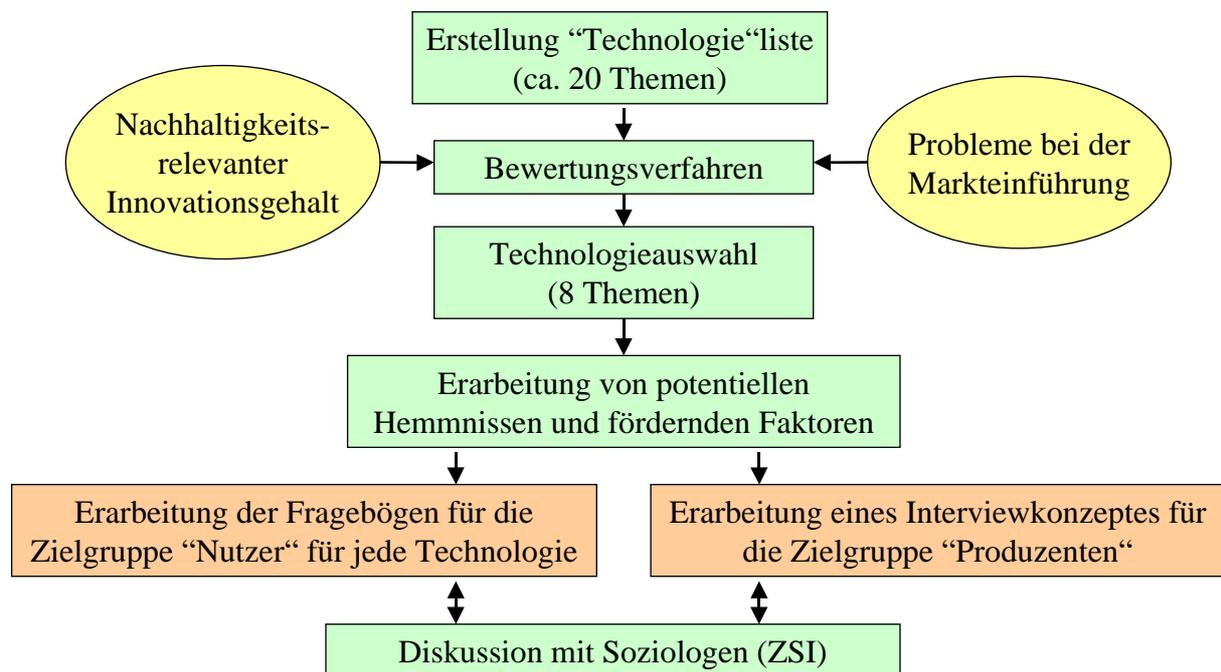 Erstellung “Technologie“liste
(ca. 20 Themen)
Nachhaltigkeits-
relevanter
Innovationsgehalt
Bewertungsverfahren
Probleme bei der
Markteinführung
Technologieauswahl
(8 Themen)
Erarbeitung von potentiellen
Hemmnissen und fördernden Faktoren
Erarbeitung der Fragebögen für die
Zielgruppe “Nutzer“ für jede Technologie
Erarbeitung eines Interviewkonzeptes für
die Zielgruppe “Produzenten“
Diskussion mit Soziologen (ZSI)